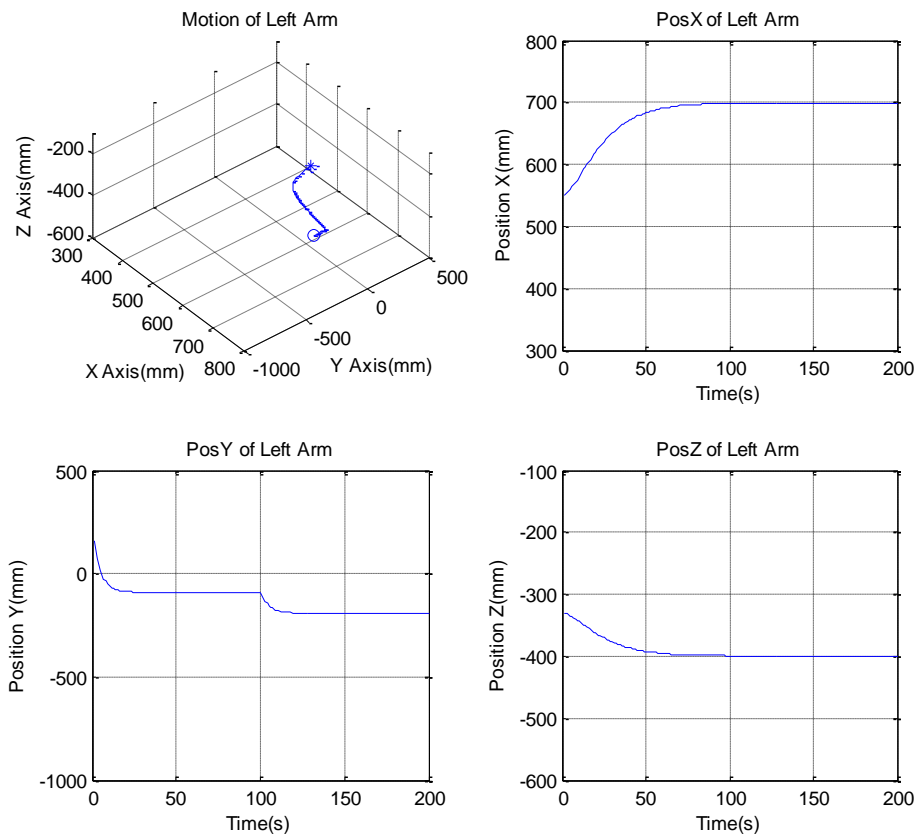 Motion of Left Arm
-200
-400
-600
Z Axis(mm)
300
400
500
600
700
800
X Axis(mm)
-1000
-500
0
500
Y Axis(mm)
PosX of Left Arm
800
700
600
500
400
300
Position X(mm)
0 50 100 150 200
Time(s)
PosY of Left Arm
500
0
-500
-1000
Position Y(mm)
0 50 100 150 200
Time(s)
PosZ of Left Arm
-100
-200
-300
-400
-500
-600
Position Z(mm)
0 50 100 150 200
Time(s)